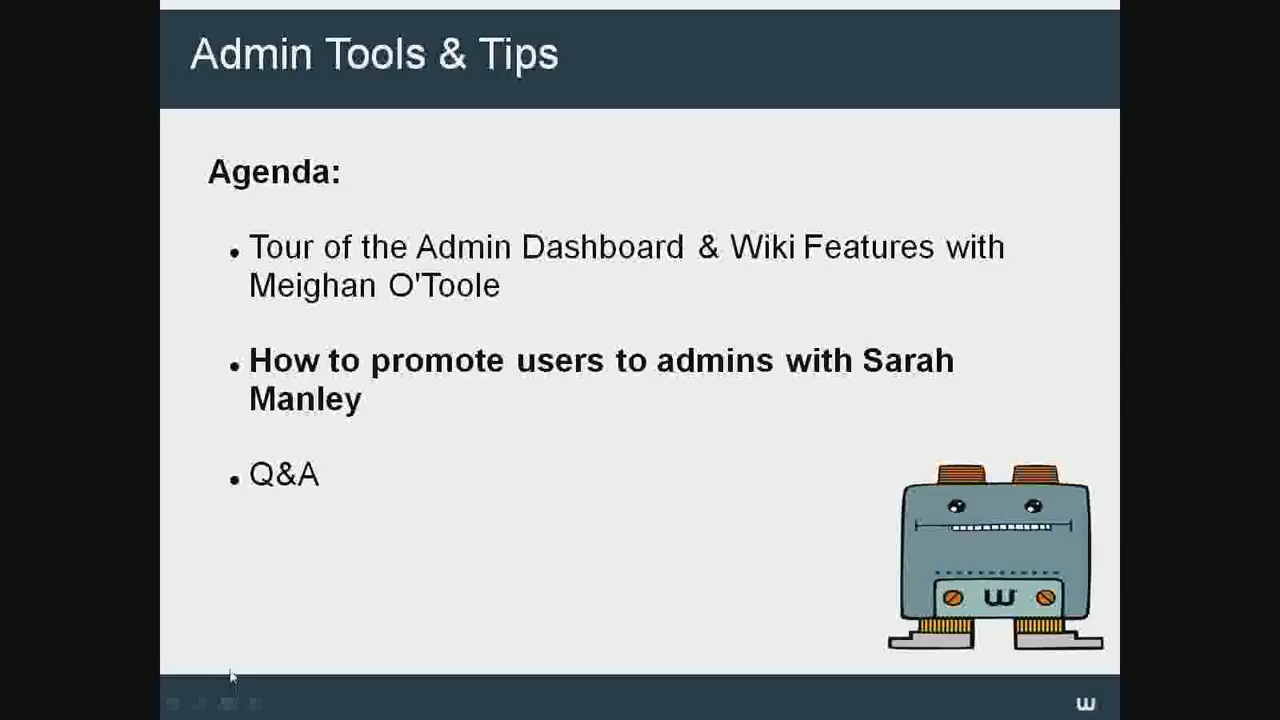 Admin Tools & Tips
Agenda:
Tour of the Admin Dashboard & Wiki Features with
Meighan O'Toole
How to promote users to admins with Sarah
Manley
Q&A
w
w